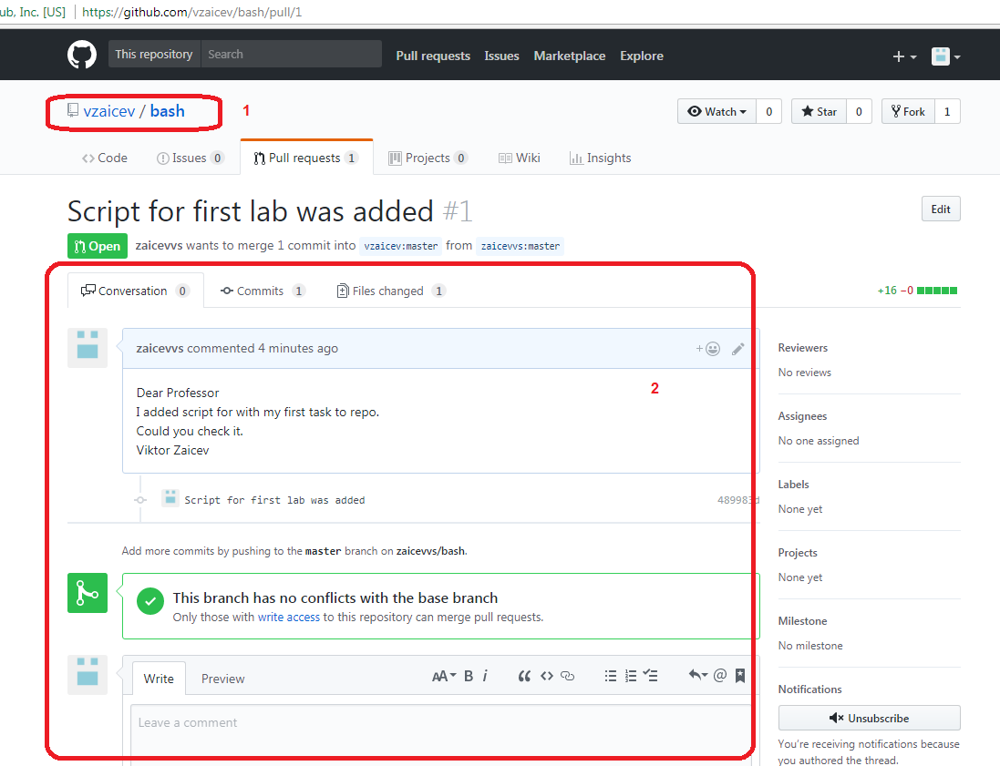 ub, Inc. [US] https://github.com/vzaicev/bash/pull/1
This repository Search Pull requests Issues Marketplace Explore
vzaicev / bash 1 Watch 0 Star 0 Fork 1
Code Issues 0 Pull requests 1 Projects 0 Wiki Insights
Script for first lab was added #1 Edit
Open zaicevvs wants to merge 1 commit into vzaicev:master from zaicevvs:master
Conversation 0 Commits 1 Files changed 1 +16 −0
zaicevvs commented 4 minutes ago
2
Dear Professor
I added script for with my first task to repo.
Could you check it.
Viktor Zaicev
Script for first lab was added 489983d
Add more commits by pushing to the master branch on zaicevvs/bash.
This branch has no conflicts with the base branch
Only those with write access to this repository can merge pull requests.
Write Preview AA B i @
Leave a comment
Reviewers
No reviews
Assignees
No one assigned
Labels
None yet
Projects
None yet
Milestone
No milestone
Notifications
Unsubscribe
You're receiving notifications because
you authored the thread.